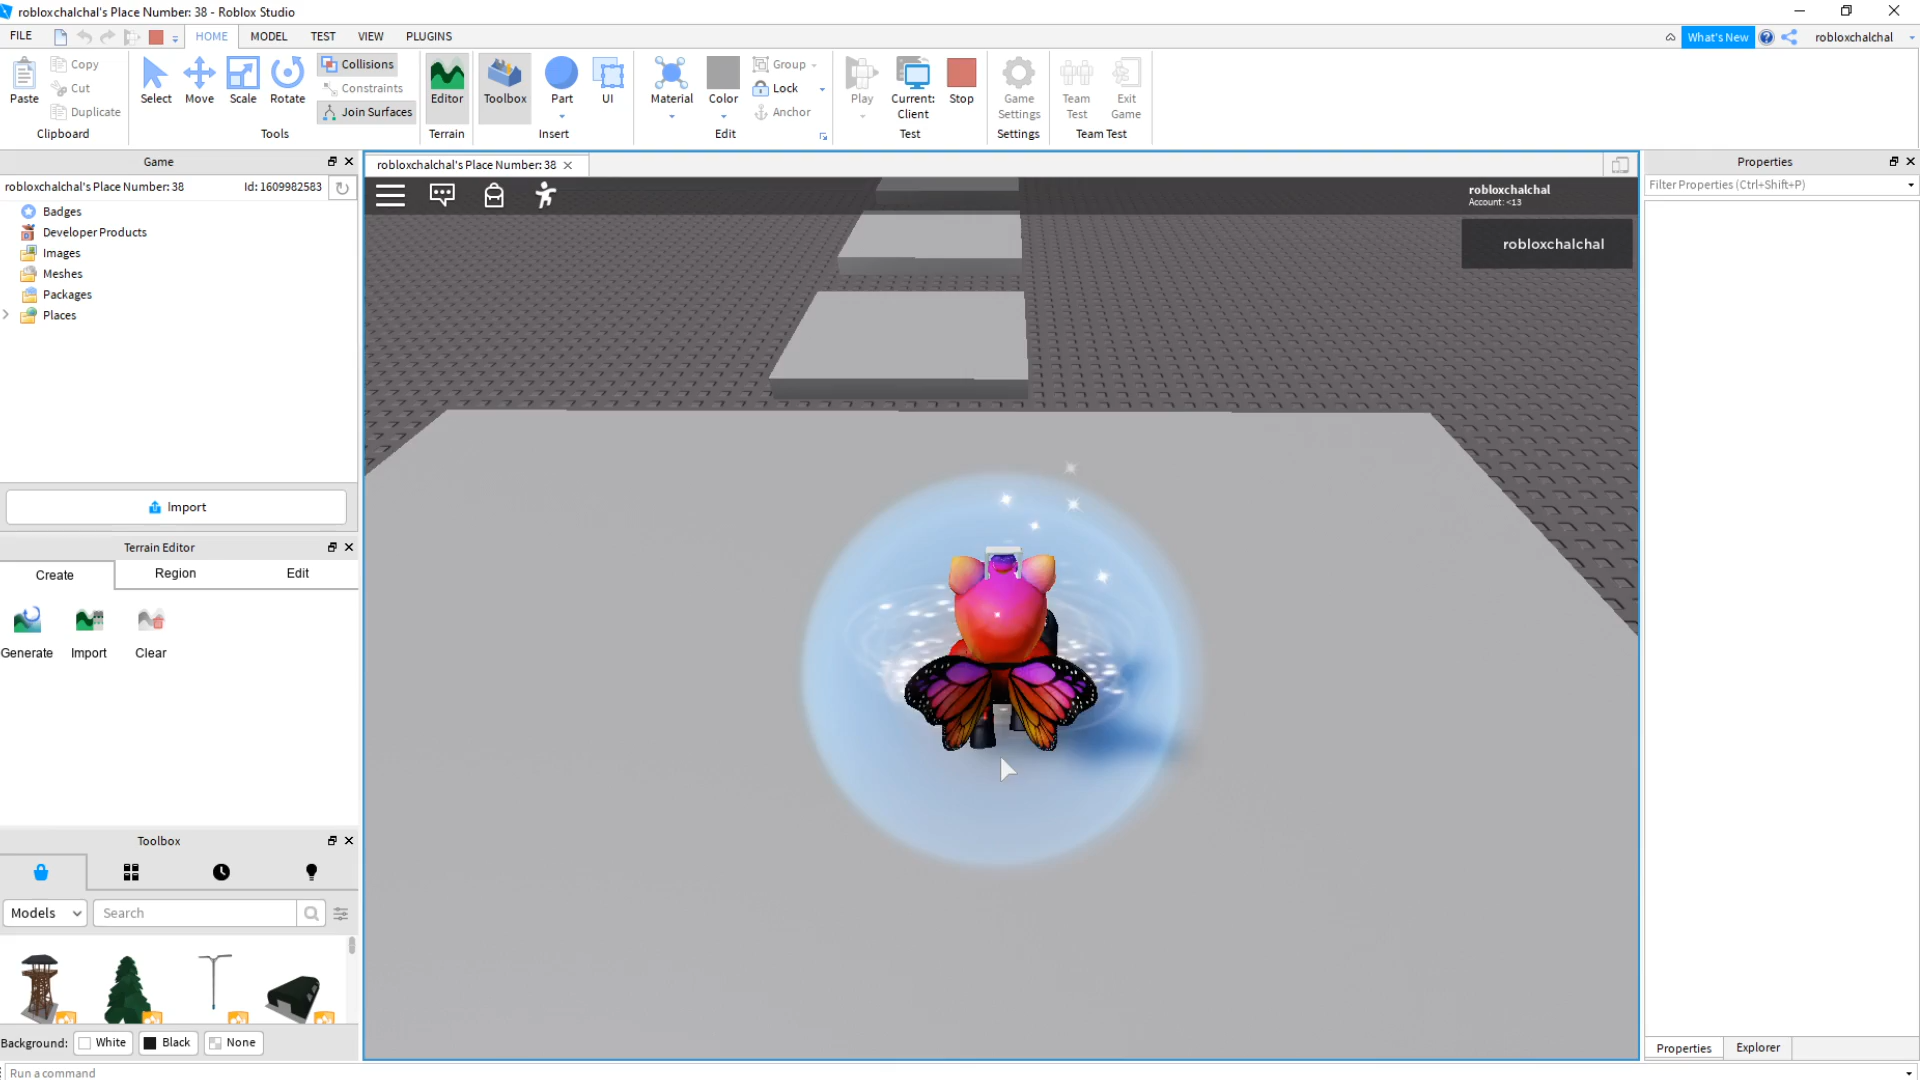 robloxchalchal's Place Number: 38 - Roblox Studio
FILE HOME MODEL TEST VIEW PLUGINS What's New robloxchalchal
Paste Copy Cut Duplicate Clipboard
Select Move Scale Rotate Collisions Constraints Join Surfaces Tools
Editor Terrain
Toolbox Part UI Insert
Material Color Group Lock Anchor Edit
Play Current: Client Stop Test
Game Settings Settings
Team Test Exit Game Team Test
Game
robloxchalchal's Place Number: 38 Id: 1609982583
Badges
Developer Products
Images
Meshes
Packages
Places
Import
Terrain Editor
Create Region Edit
Generate Import Clear
Toolbox
Models Search
Background: White Black None
Run a command
robloxchalchal's Place Number: 38
robloxchalchal
Account: <13
robloxchalchal
Properties
Filter Properties (Ctrl+Shift+P)
Properties Explorer